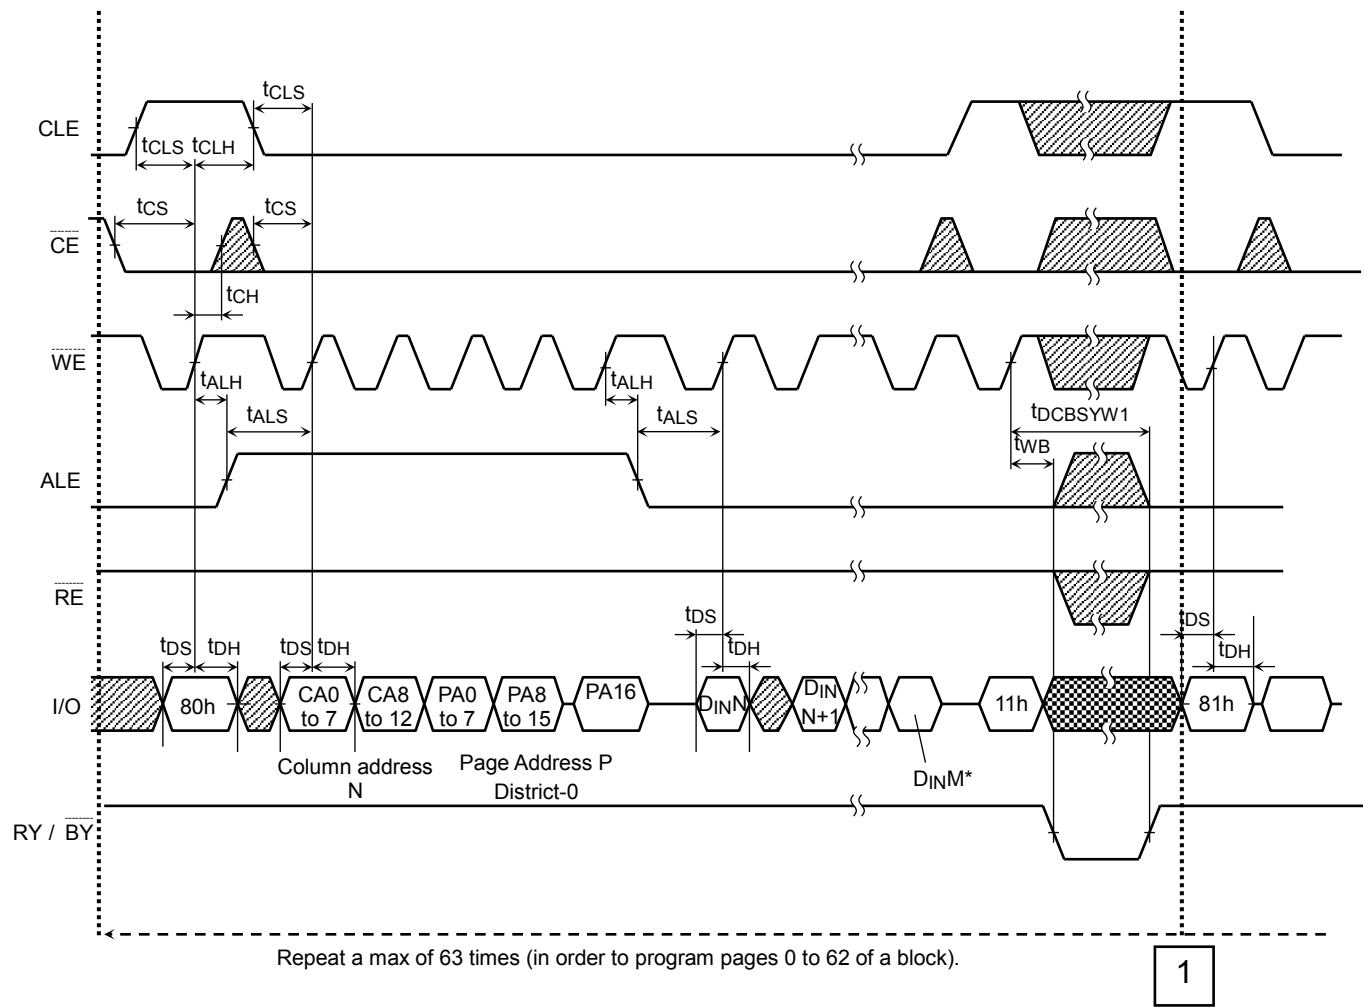 tCLS
CLE
tCLS tCLH
tCS tCS
CE
tCH
WE
tALH tALH
tALS tALS
tDCBSYW1
tWB
ALE
RE
tDS tDH tDS tDH tDS tDH tDS tDH
I/O
80h
CA0 to 7
CA8 to 12
PA0 to 7
PA8 to 15
PA16
DINN
DIN N+1
11h
81h
Column address N
Page Address P
District-0
DINM*
RY / BY
Repeat a max of 63 times (in order to program pages 0 to 62 of a block).
1